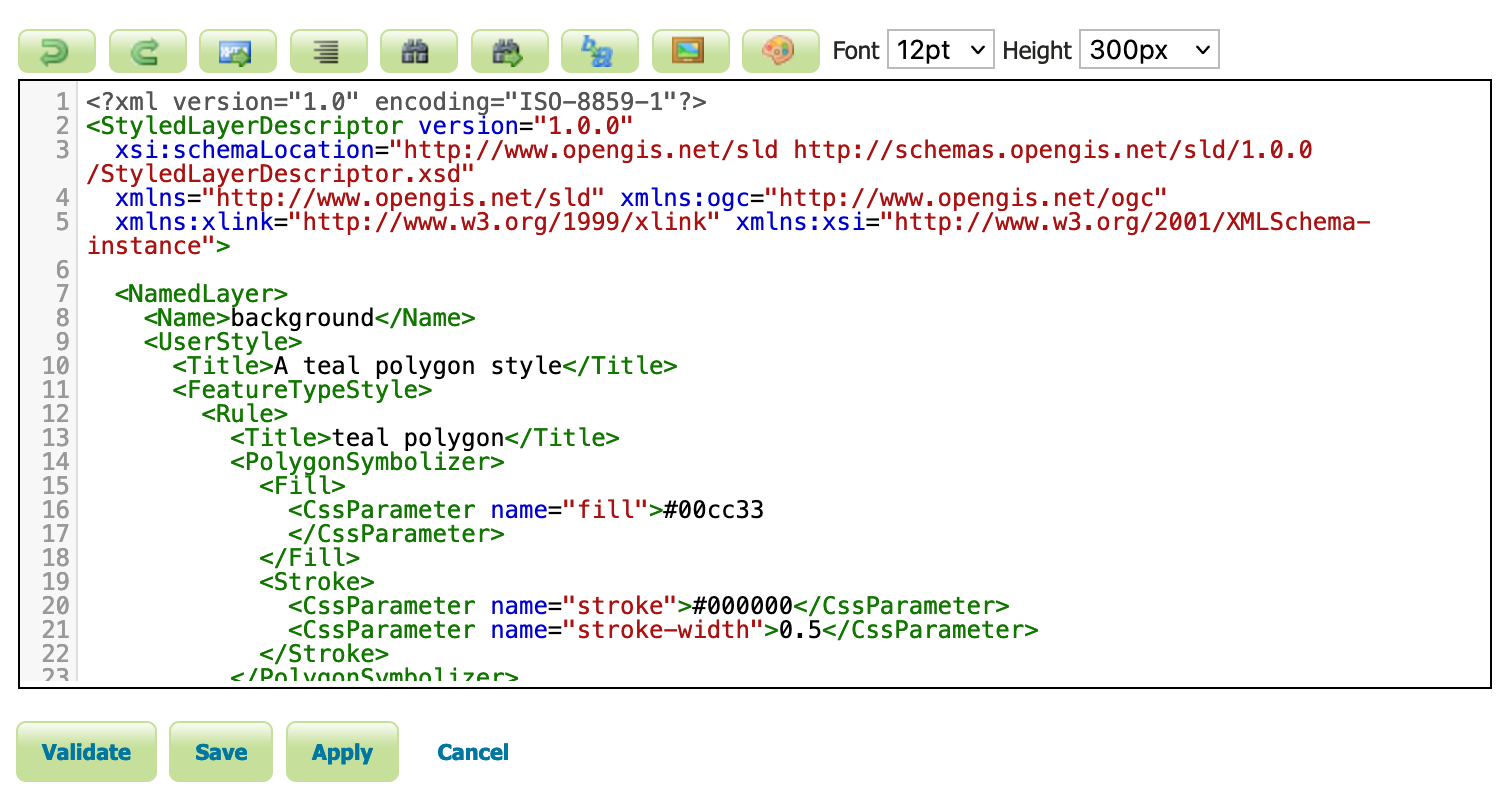 Font 12pt Height 300px
1 <?xml version="1.0" encoding="ISO-8859-1"?>
2 <StyledLayerDescriptor version="1.0.0"
3   xsi:schemaLocation="http://www.opengis.net/sld http://schemas.opengis.net/sld/1.0.0
/StyledLayerDescriptor.xsd"
4   xmlns="http://www.opengis.net/sld" xmlns:ogc="http://www.opengis.net/ogc"
5   xmlns:xlink="http://www.w3.org/1999/xlink" xmlns:xsi="http://www.w3.org/2001/XMLSchema-
instance">
6
7   <NamedLayer>
8     <Name>background</Name>
9     <UserStyle>
10       <Title>A teal polygon style</Title>
11       <FeatureTypeStyle>
12         <Rule>
13           <Title>teal polygon</Title>
14           <PolygonSymbolizer>
15             <Fill>
16               <CssParameter name="fill">#00cc33
17               </CssParameter>
18             </Fill>
19             <Stroke>
20               <CssParameter name="stroke">#000000</CssParameter>
21               <CssParameter name="stroke-width">0.5</CssParameter>
22             </Stroke>
23           </PolygonSymbolizer>
Validate Save Apply Cancel